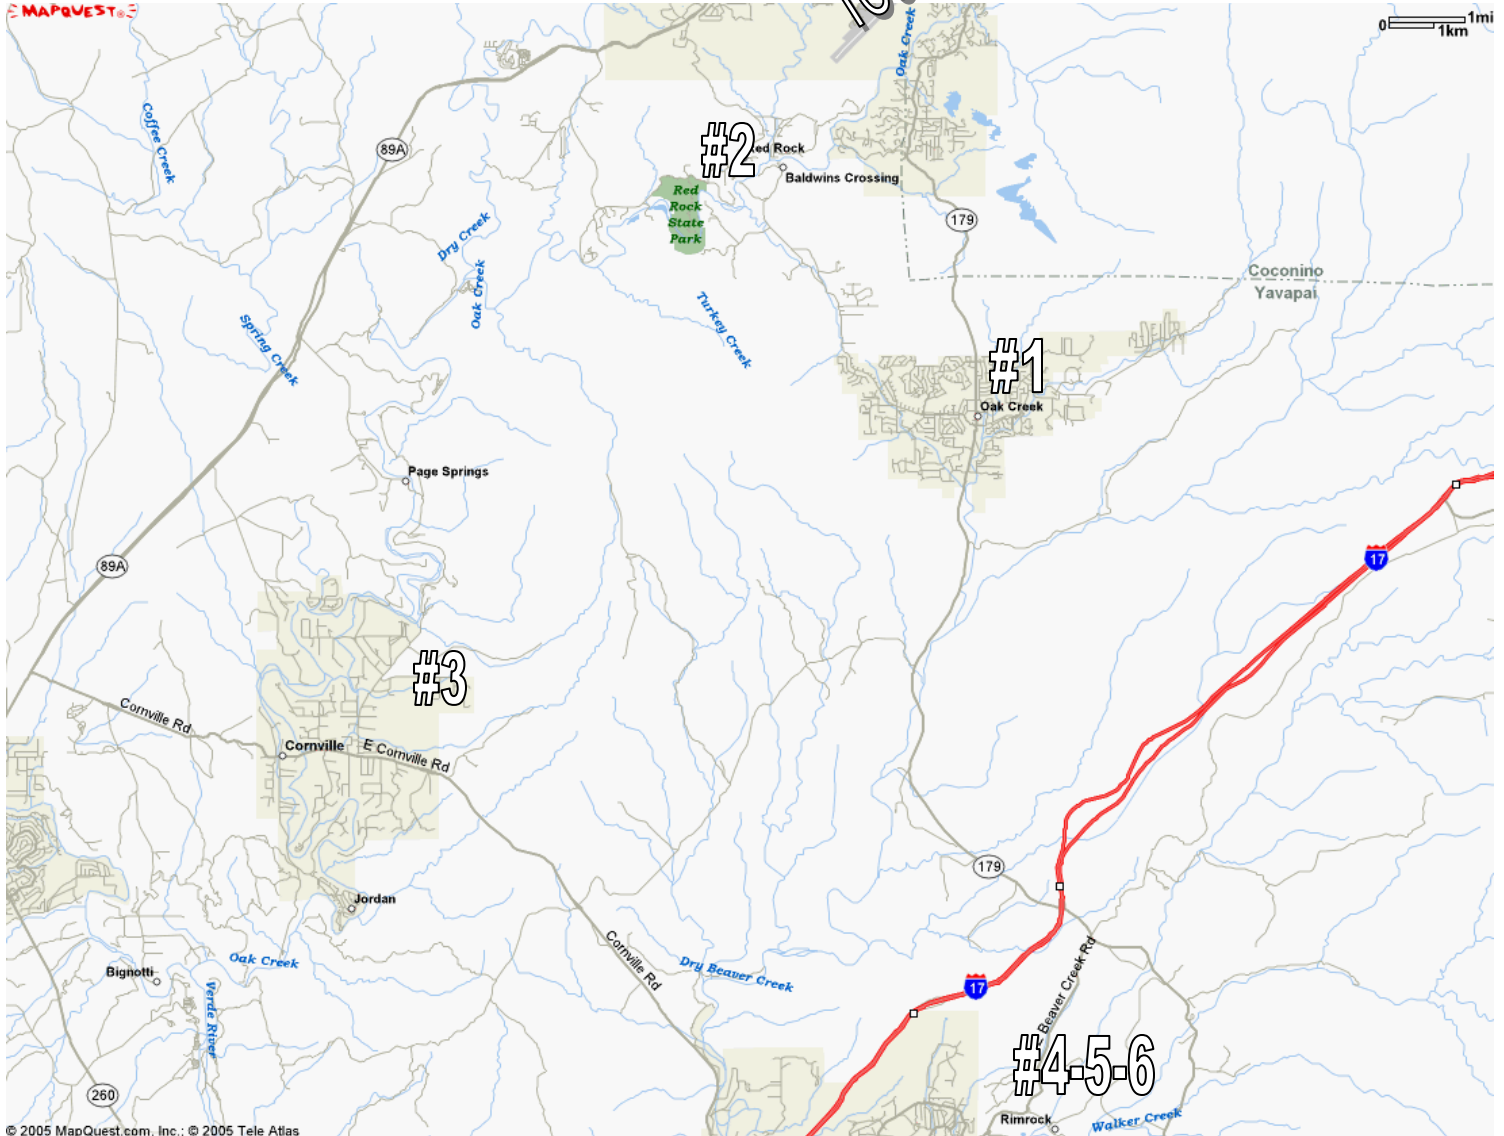 MAPQUEST®
0 1mi
1km
Oak Creek
Coffee Creek
89A
#2
ed Rock
Baldwins Crossing
Red
Rock
State
Park
179
Dry Creek
Oak Creek
Coconino
Yavapai
Turkey Creek
Spring Creek
#1
Oak Creek
Page Springs
17
89A
#3
Cornville Rd
Cornville
E Cornville Rd
179
Jordan
Cornville Rd
Beaver Creek Rd
Oak Creek
Bignotti
Dry Beaver Creek
17
Verde River
#4-5-6
260
Rimrock
Walker Creek
© 2005 MapQuest.com, Inc.; © 2005 Tele Atlas